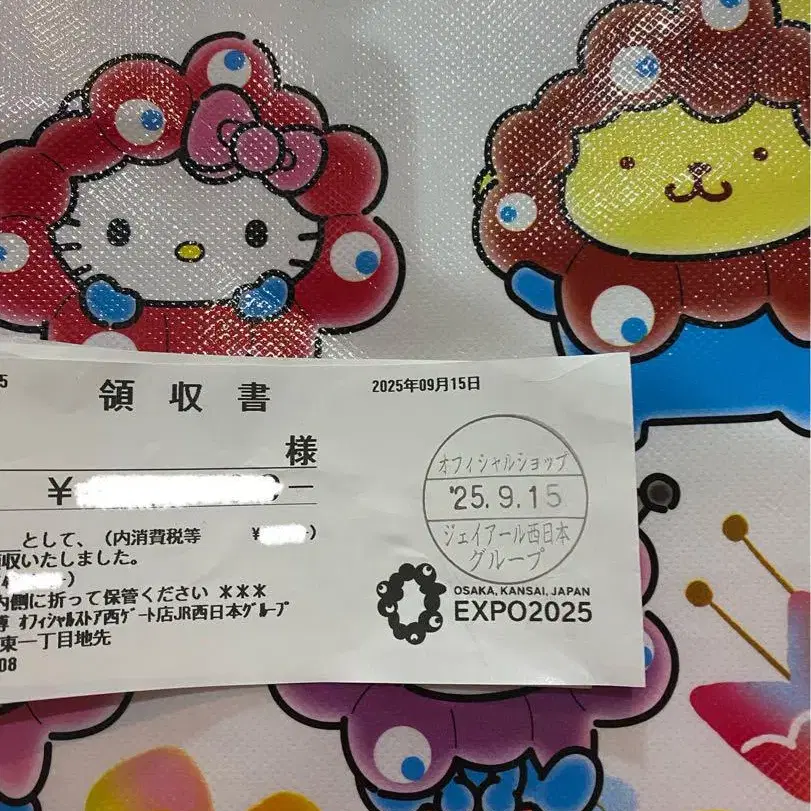 5
領収書
2025年09月15日
様
¥
ー
として、(内消費税等 ¥ )
収いたしました。
)
内側に折って保管ください ***
オフィシャルストア西ゲート店JR西日本グループ
東一丁目地先
08
オフィシャルショップ
'25.9.15
ジェイアール西日本
グループ
OSAKA, KANSAI, JAPAN
EXPO2025